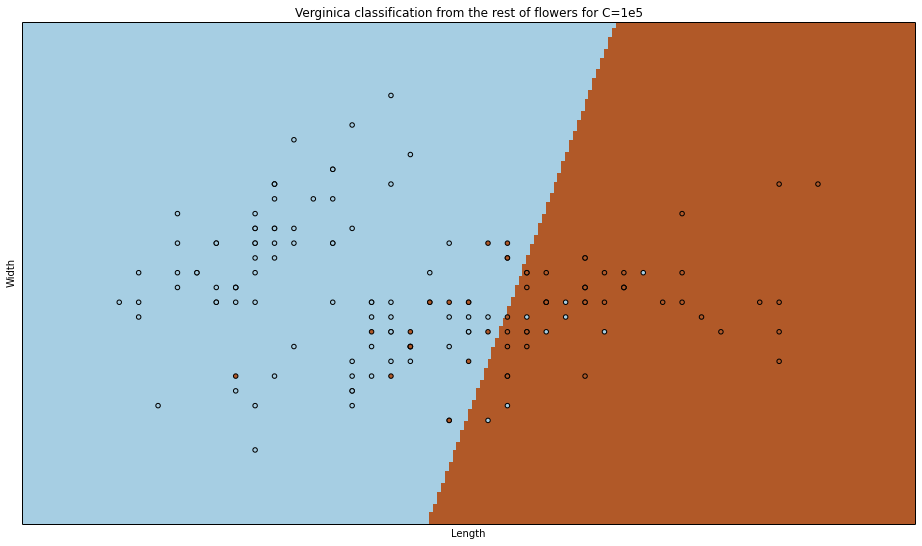 Verginica classification from the rest of flowers for C=1e5
Width
Length